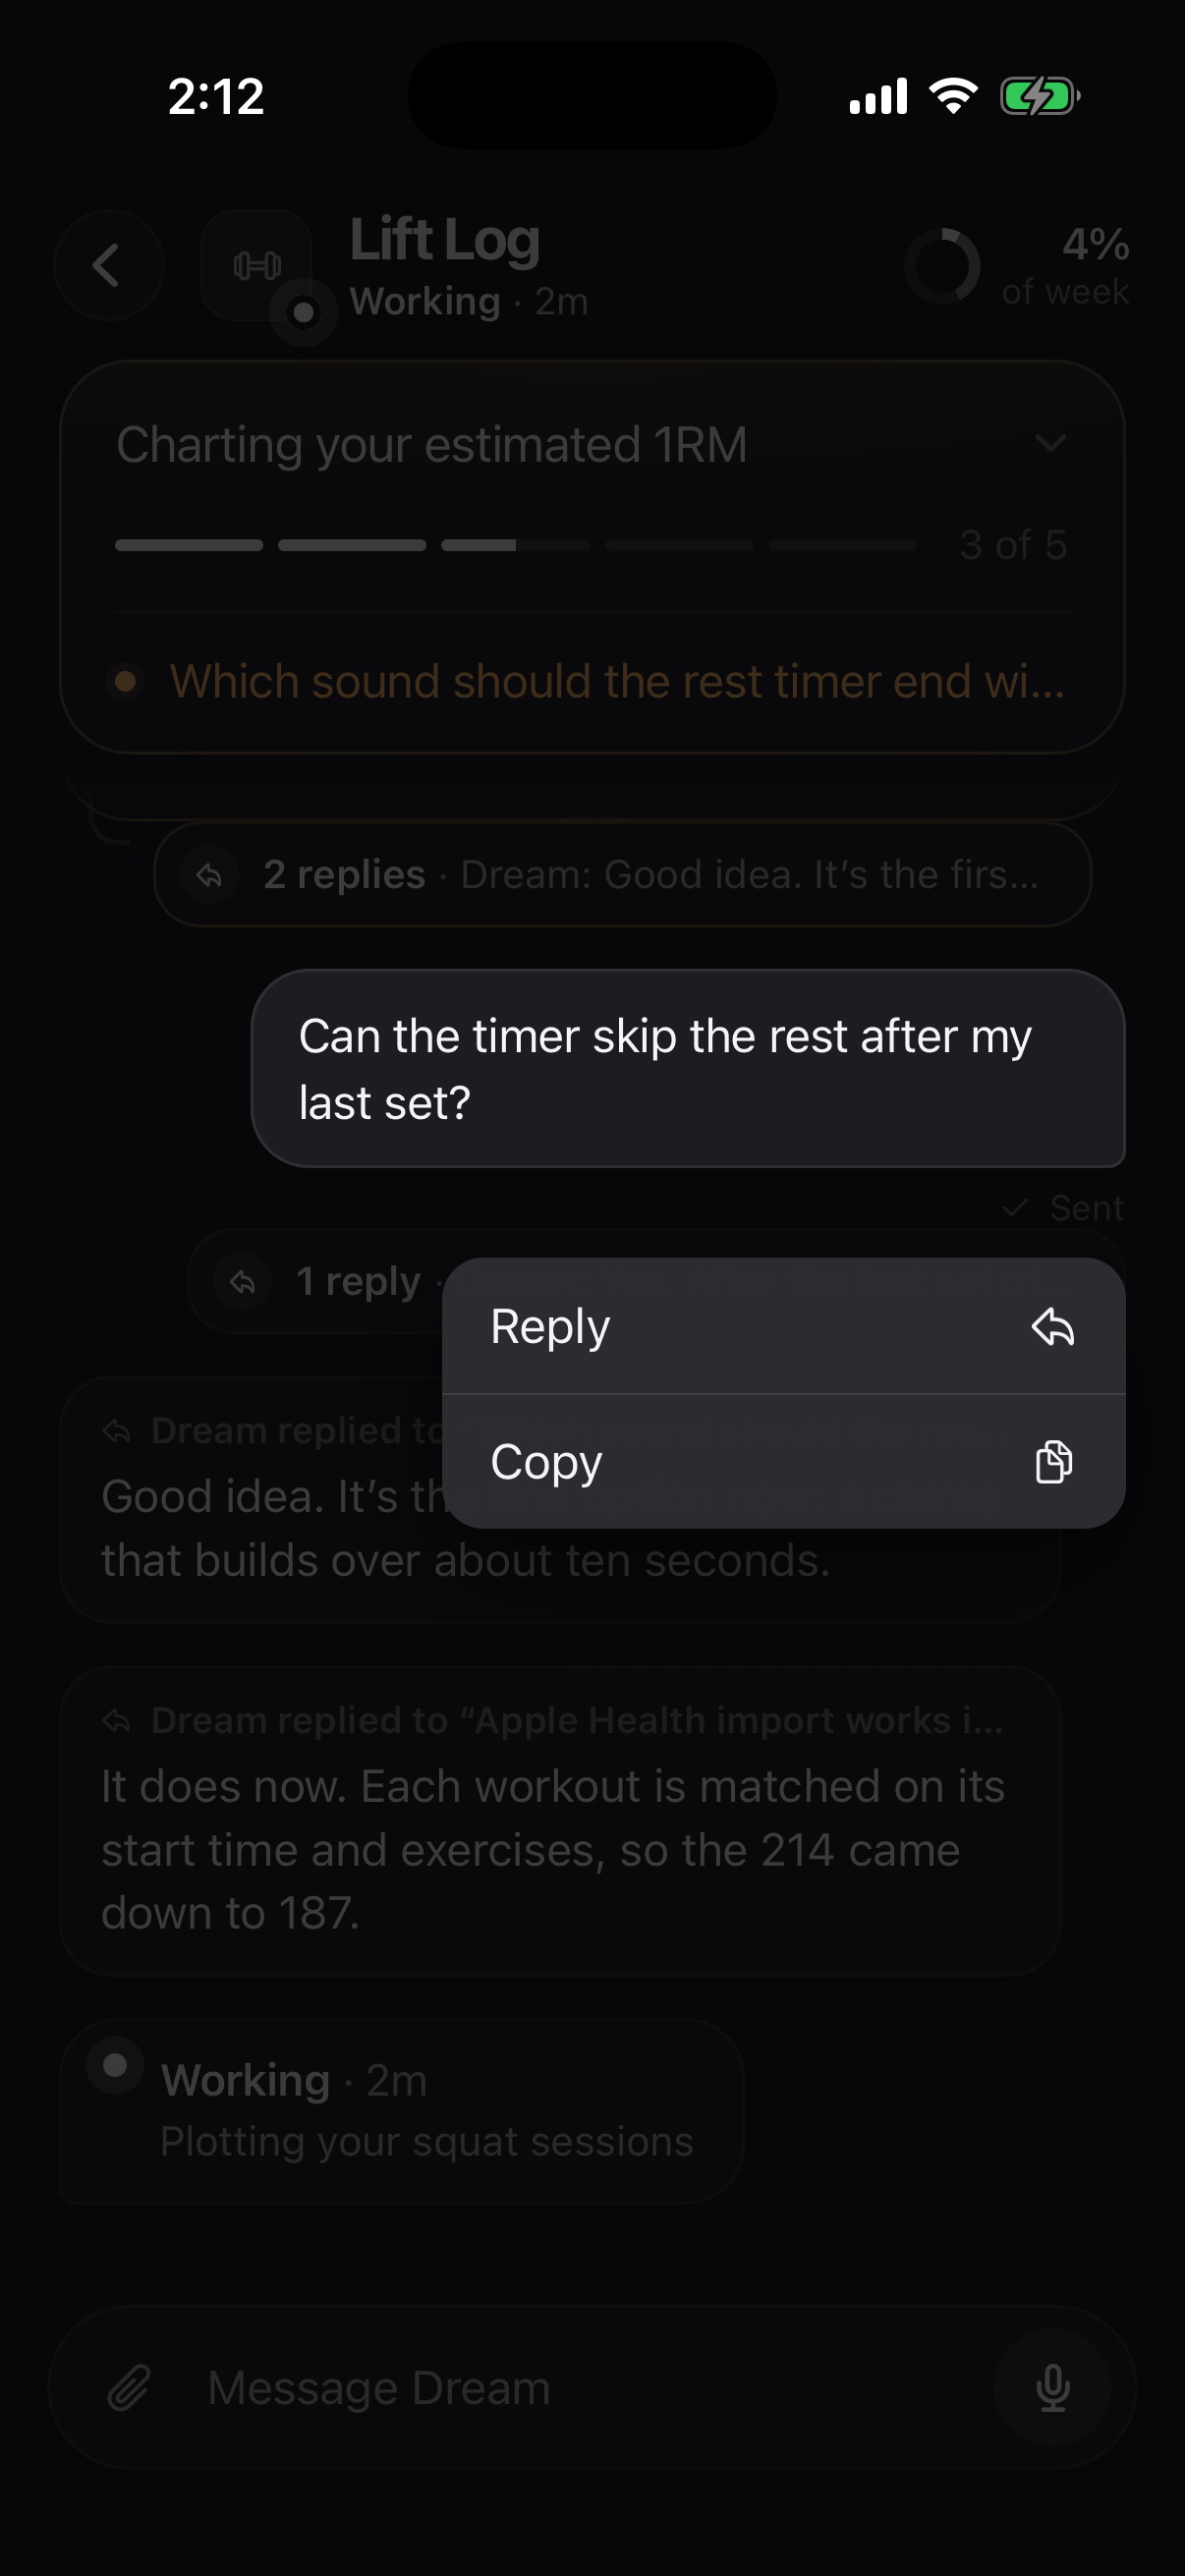 2:12
Lift Log
4%
Working · 2m
of week
Charting your estimated 1RM
3 of 5
Which sound should the rest timer end wi...
2 replies · Dream: Good idea. It’s the firs...
Can the timer skip the rest after my
last set?
Sent
1 reply ·
Reply
Dream replied to
Copy
Good idea. It’s th
that builds over about ten seconds.
Dream replied to “Apple Health import works i...
It does now. Each workout is matched on its
start time and exercises, so the 214 came
down to 187.
Working · 2m
Plotting your squat sessions
Message Dream